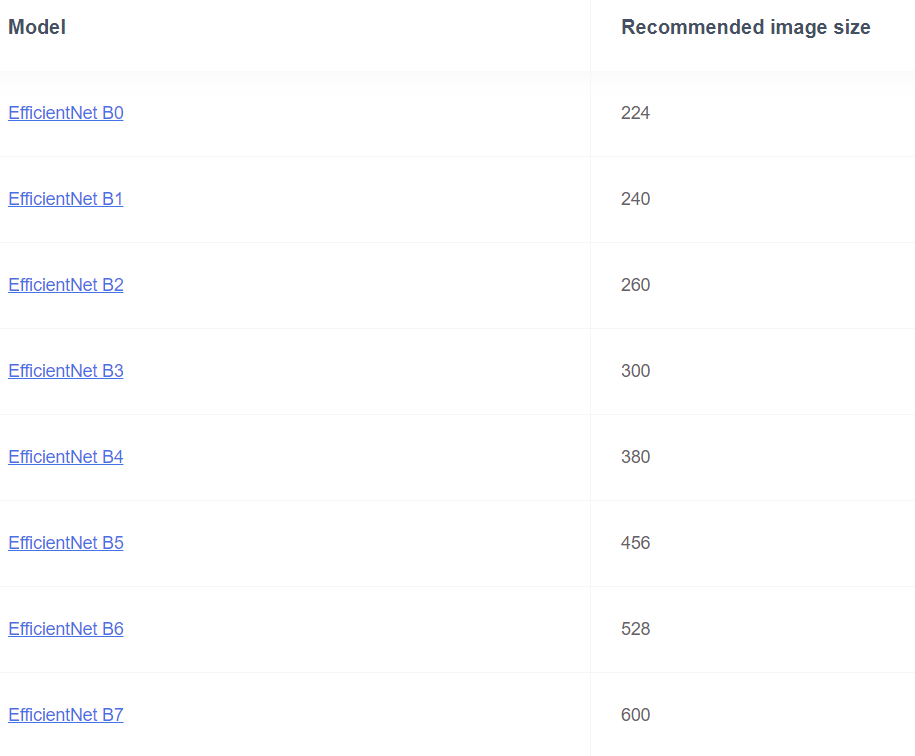 Model Recommended image size
EfficientNet B0 224
EfficientNet B1 240
EfficientNet B2 260
EfficientNet B3 300
EfficientNet B4 380
EfficientNet B5 456
EfficientNet B6 528
EfficientNet B7 600